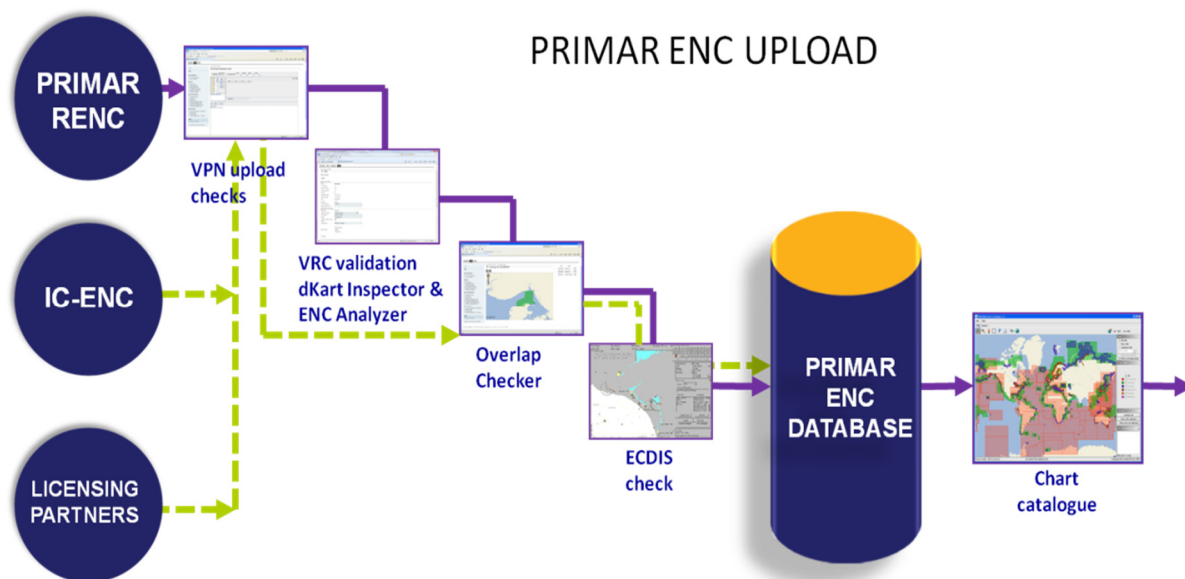 PRIMAR ENC UPLOAD
PRIMAR
RENC
VPN upload
checks
IC-ENC
VRC validation
dKart Inspector &
ENC Analyzer
Overlap
Checker
ECDIS
check
LICENSING
PARTNERS
PRIMAR
ENC
DATABASE
Chart
catalogue